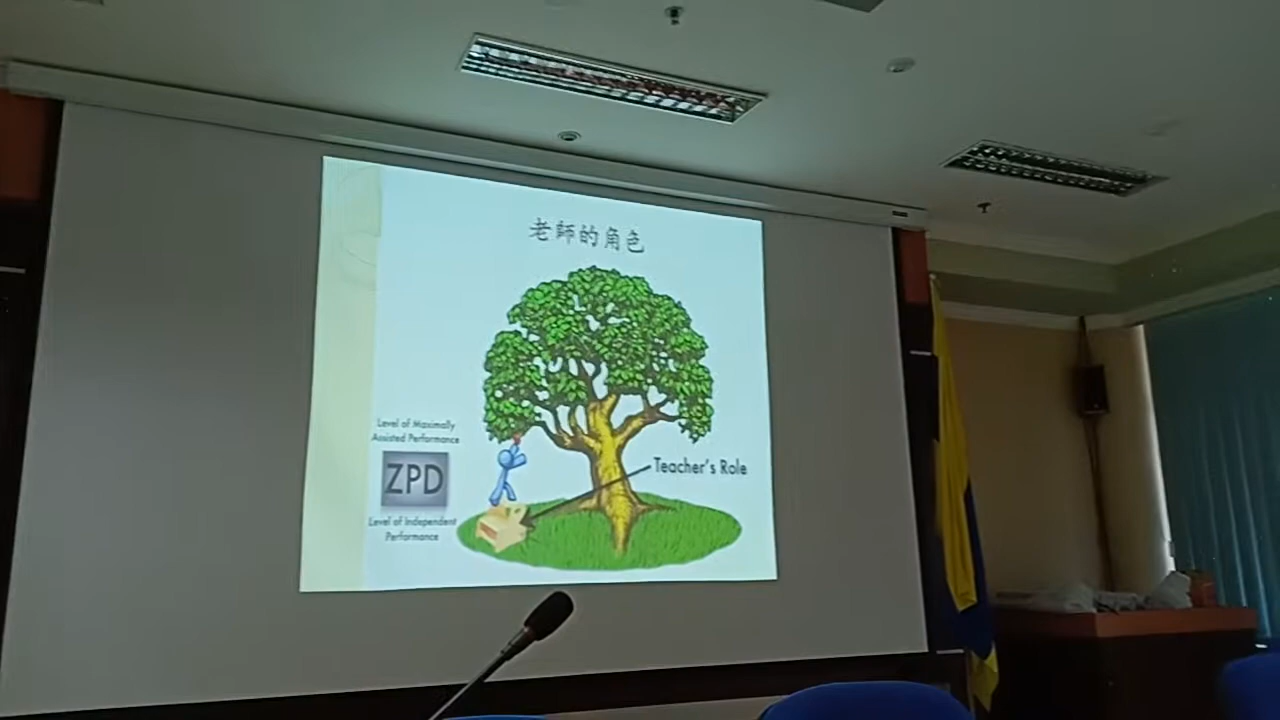 老師的角色
Level of Maximally
Assisted Performance
ZPD
Teacher's Role
Level of Independent
Performance